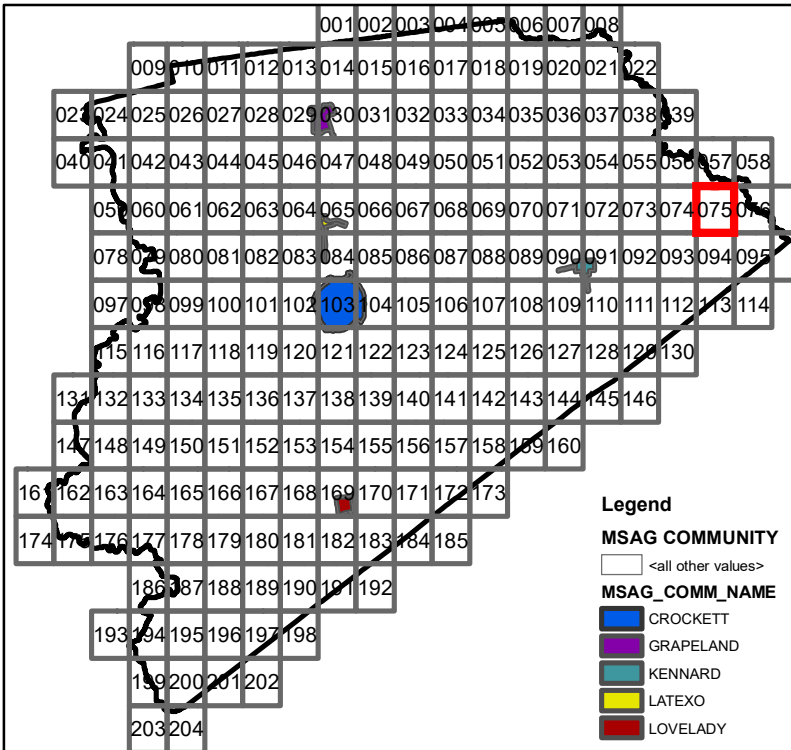 001 002 003 004 005 006 007 008
009 010 011 012 013 014 015 016 017 018 019 020 021 022
023 024 025 026 027 028 029 030 031 032 033 034 035 036 037 038 039
040 041 042 043 044 045 046 047 048 049 050 051 052 053 054 055 056 057 058
059 060 061 062 063 064 065 066 067 068 069 070 071 072 073 074 075 076
078 079 080 081 082 083 084 085 086 087 088 089 090 091 092 093 094 095
097 098 099 100 101 102 103 104 105 106 107 108 109 110 111 112 113 114
115 116 117 118 119 120 121 122 123 124 125 126 127 128 129 130
131 132 133 134 135 136 137 138 139 140 141 142 143 144 145 146
147 148 149 150 151 152 153 154 155 156 157 158 159 160
161 162 163 164 165 166 167 168 169 170 171 172 173
174 175 176 177 178 179 180 181 182 183 184 185
186 187 188 189 190 191 192
193 194 195 196 197 198
199 200 201 202
203 204
Legend
MSAG COMMUNITY
<all other values>
MSAG_COMM_NAME
CROCKETT
GRAPELAND
KENNARD
LATEXO
LOVELADY